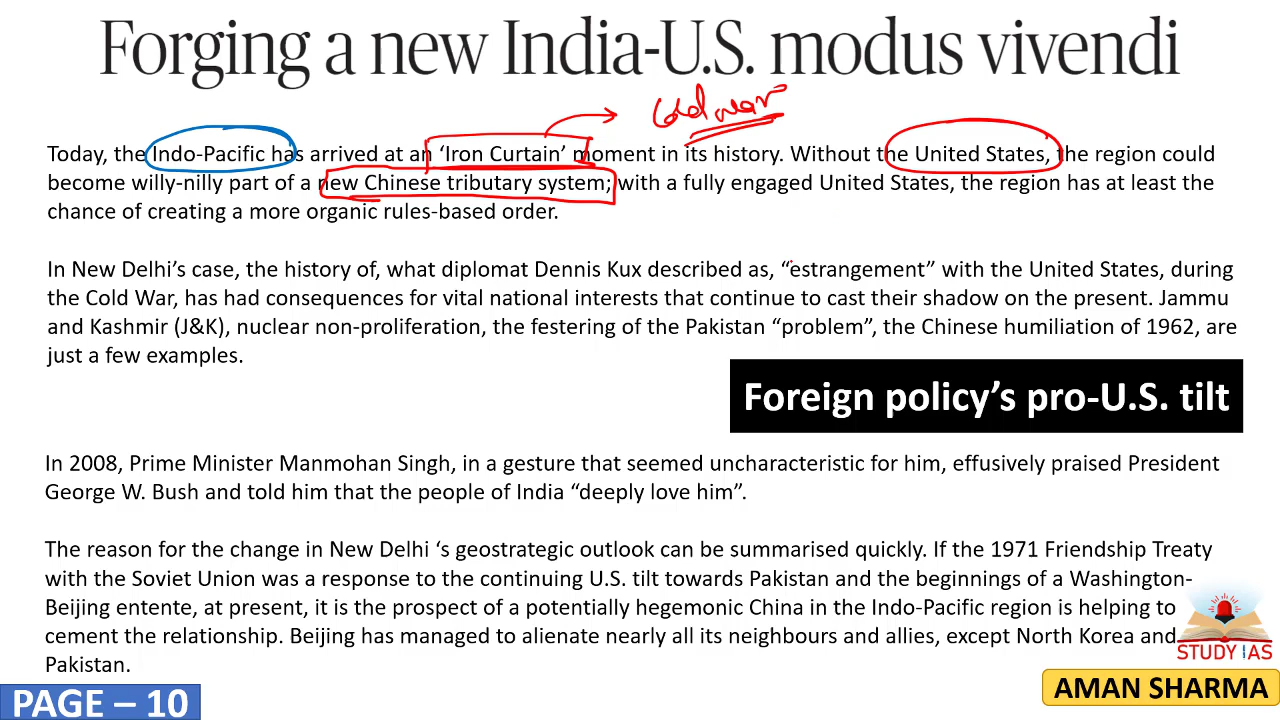 Forging a new India-U.S. modus vivendi
Cold war
Today, the Indo-Pacific has arrived at an ‘Iron Curtain’ moment in its history. Without the United States, the region could
become willy-nilly part of a new Chinese tributary system; with a fully engaged United States, the region has at least the
chance of creating a more organic rules-based order.
In New Delhi’s case, the history of, what diplomat Dennis Kux described as, “estrangement” with the United States, during
the Cold War, has had consequences for vital national interests that continue to cast their shadow on the present. Jammu
and Kashmir (J&K), nuclear non-proliferation, the festering of the Pakistan “problem”, the Chinese humiliation of 1962, are
just a few examples.
Foreign policy’s pro-U.S. tilt
In 2008, Prime Minister Manmohan Singh, in a gesture that seemed uncharacteristic for him, effusively praised President
George W. Bush and told him that the people of India “deeply love him”.
The reason for the change in New Delhi ‘s geostrategic outlook can be summarised quickly. If the 1971 Friendship Treaty
with the Soviet Union was a response to the continuing U.S. tilt towards Pakistan and the beginnings of a Washington-
Beijing entente, at present, it is the prospect of a potentially hegemonic China in the Indo-Pacific region is helping to
cement the relationship. Beijing has managed to alienate nearly all its neighbours and allies, except North Korea and
Pakistan.
STUDY IAS
PAGE – 10
AMAN SHARMA